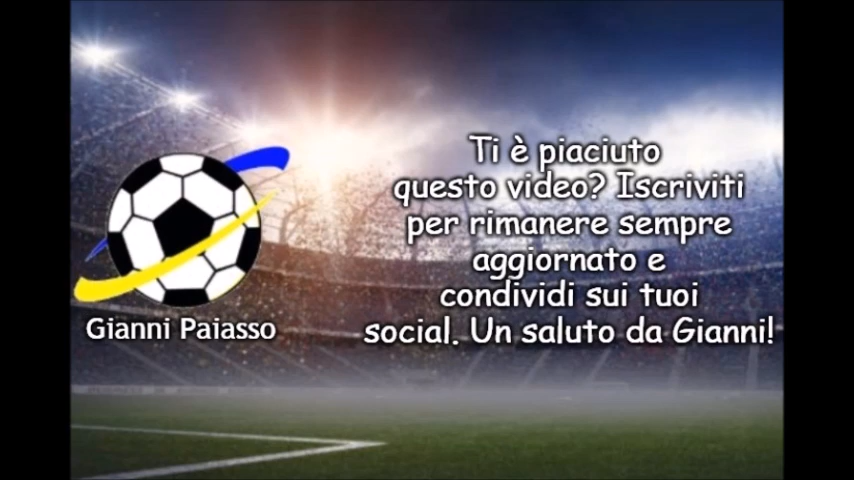 Ti è piaciuto
questo video? Iscriviti
per rimanere sempre
aggiornato e
condividi sui tuoi
social. Un saluto da Gianni!
Gianni Paiasso